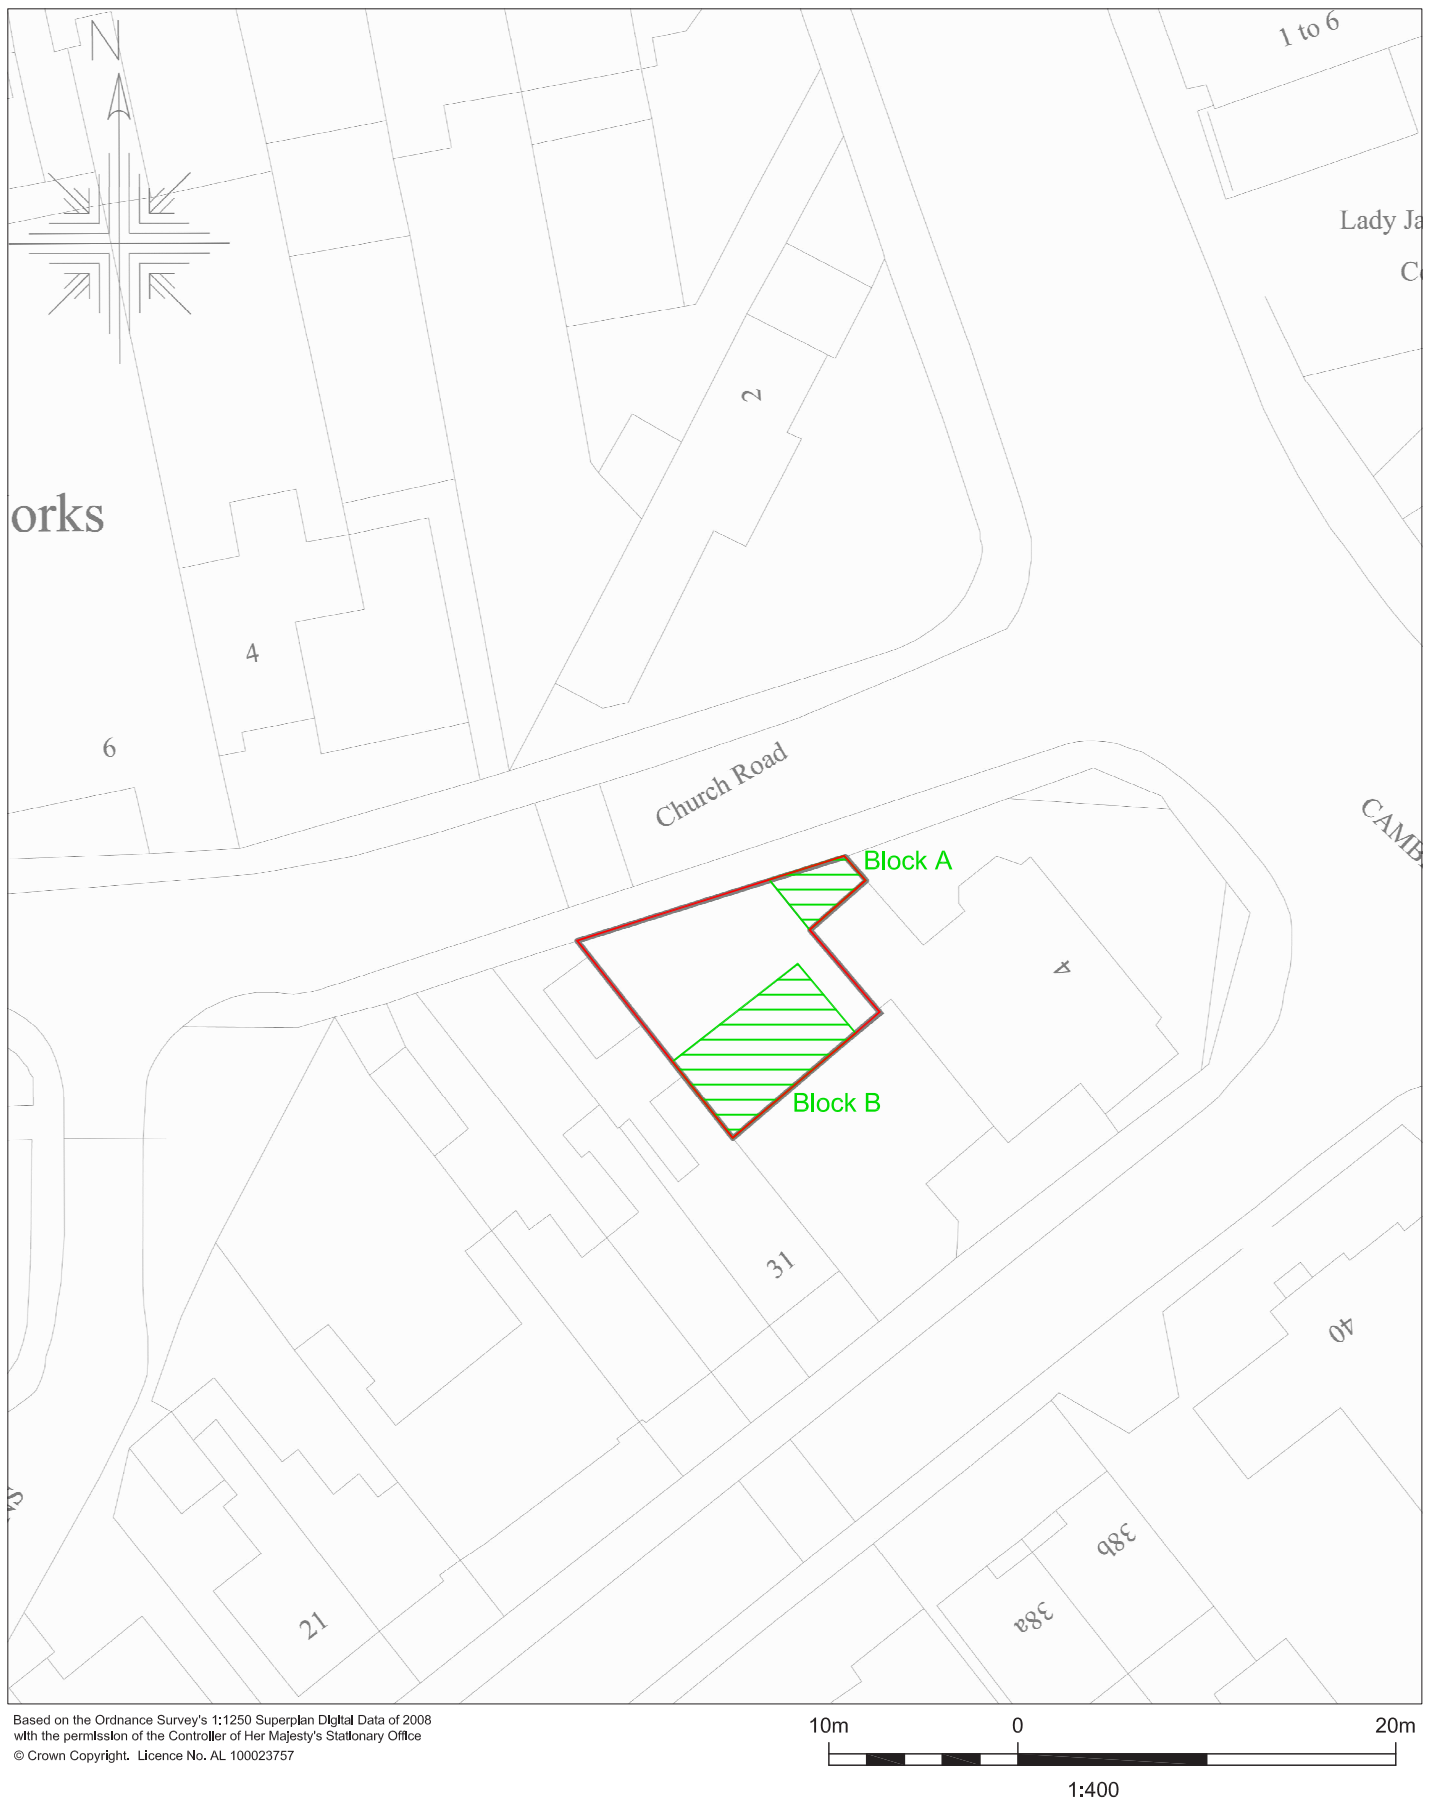 N
1 to 6
Lady Ja
orks
2
4
6
Church Road
CAMB
Block A
4
Block B
31
40
21
38b
38a
Based on the Ordnance Survey's 1:1250 Superplan Digital Data of 2008
with the permission of the Controller of Her Majesty's Stationary Office
© Crown Copyright. Licence No. AL 100023757
10m 0 20m
1:400